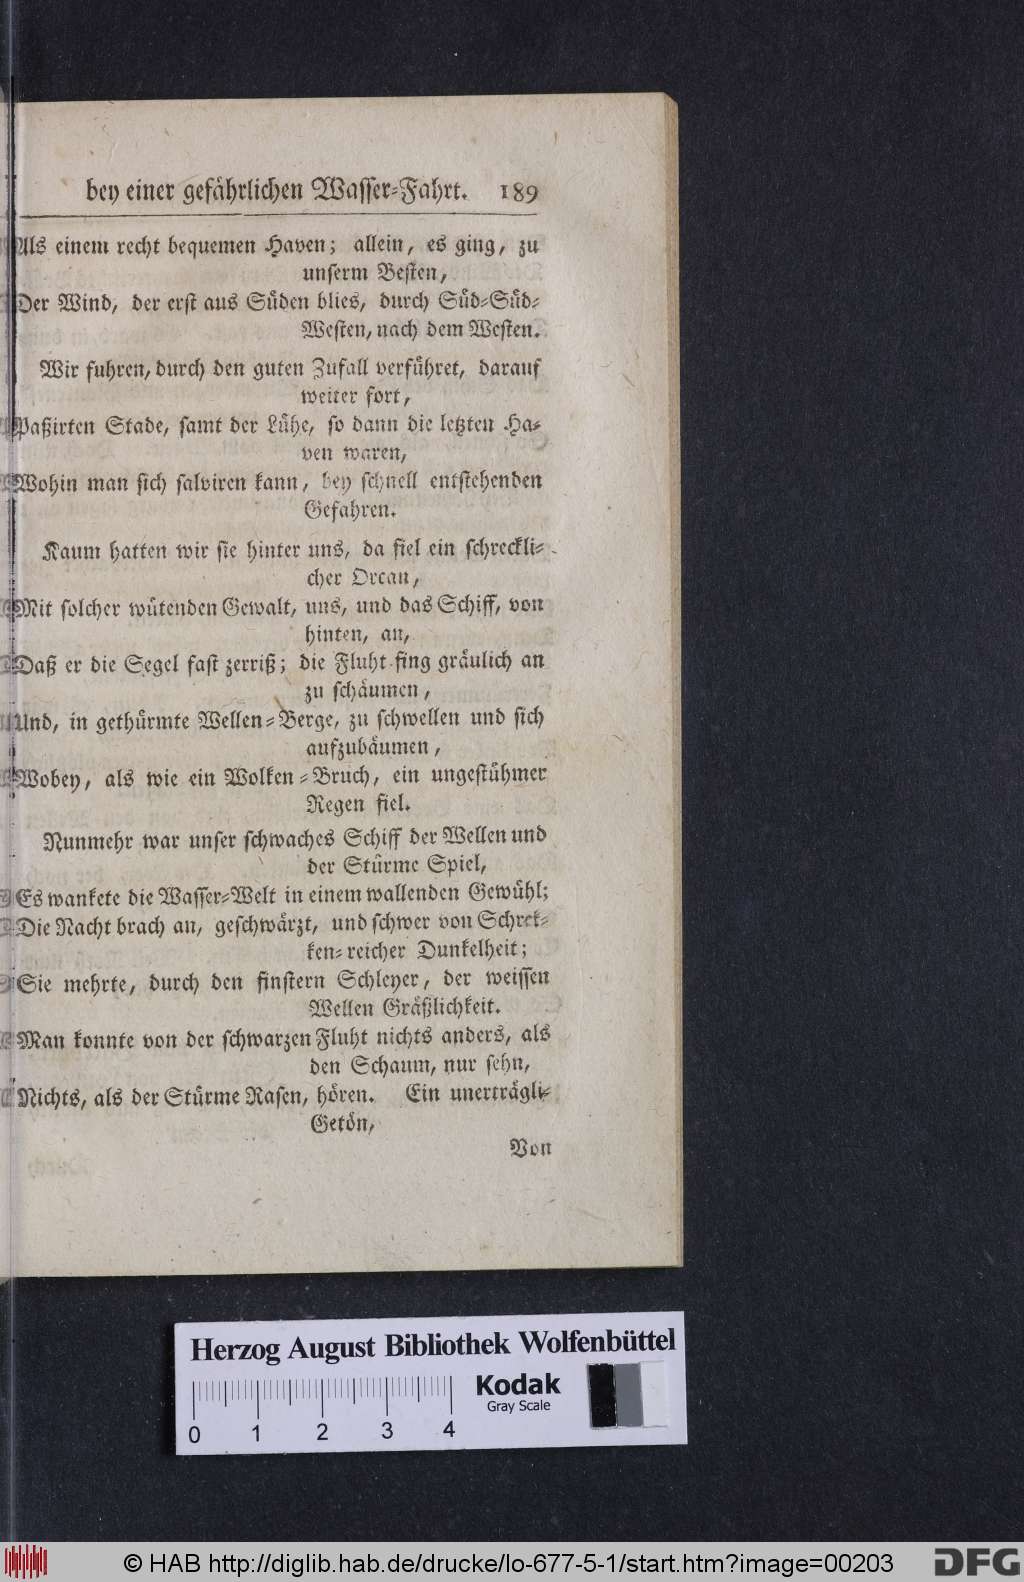 bey einer gefährlichen Wasser-Fahrt. 189
Als einem recht bequemen Haven; allein, es ging, zu
unserm Besten,
Der Wind, der erst aus Süden blies, durch Süd-Süd-
Westen, nach dem Westen.
Wir fuhren, durch den guten Zufall verführet, darauf
weiter fort,
Paßirten Stade, samt der Lühe, so dann die letzten Ha-
ven waren,
Wohin man sich salviren kann, bey schnell entstehenden
Gefahren.
Kaum hatten wir sie hinter uns, da fiel ein schreckli-
cher Orcan,
Mit solcher wütenden Gewalt, uns, und das Schiff, von
hinten, an,
Daß er die Segel fast zerriß; die Fluht fing gräulich an
zu schäumen,
Und, in gethürmte Wellen-Berge, zu schwellen und sich
aufzubäumen,
Wobey, als wie ein Wolken-Bruch, ein ungestühmer
Regen fiel.
Nunmehr war unser schwaches Schiff der Wellen und
der Stürme Spiel,
Es wankete die Wasser-Welt in einem wallenden Gewühl;
Die Nacht brach an, geschwärzt, und schwer von Schrek-
ken-reicher Dunkelheit;
Sie mehrte, durch den finstern Schleyer, der weissen
Wellen Gräßlichkeit.
Man konnte von der schwarzen Fluht nichts anders, als
den Schaum, nur sehn,
Nichts, als der Stürme Rasen, hören. Ein unerträgli-
Getön,
Von
Herzog August Bibliothek Wolfenbüttel
Kodak
Gray Scale
0 1 2 3 4
© HAB http://diglib.hab.de/drucke/lo-677-5-1/start.htm?image=00203
DFG